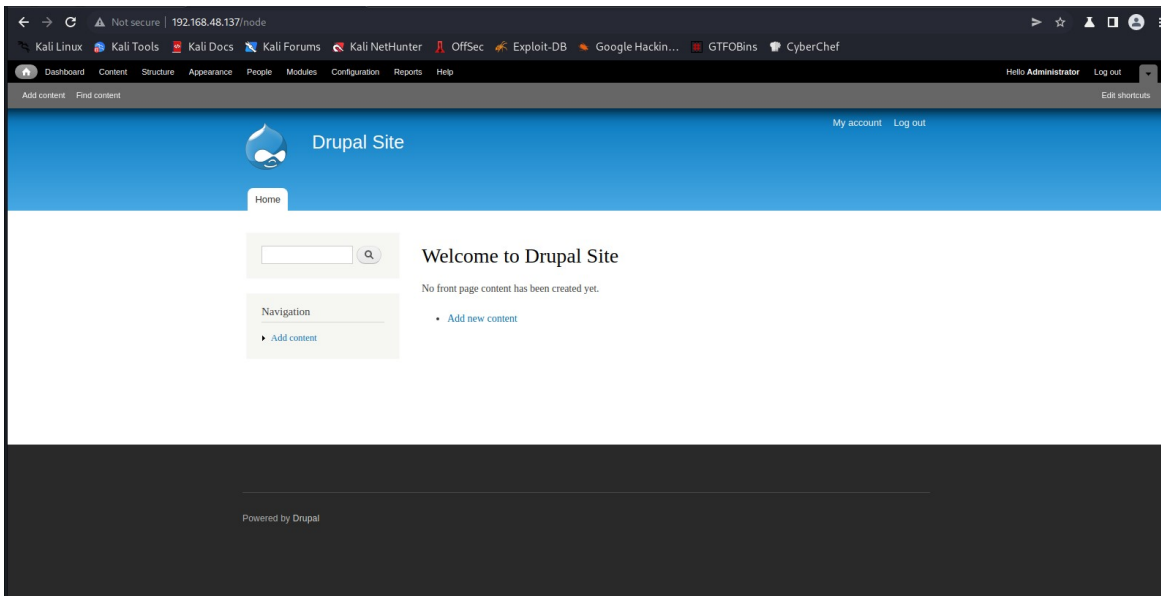 Not secure | 192.168.48.137/node
Kali Linux Kali Tools Kali Docs Kali Forums Kali NetHunter OffSec Exploit-DB Google Hackin... GTFOBins CyberChef
Dashboard Content Structure Appearance People Modules Configuration Reports Help Hello Administrator Log out
Add content Find content Edit shortcuts
My account Log out
Drupal Site
Home
Welcome to Drupal Site
No front page content has been created yet.
Navigation
Add new content
Add content
Powered by Drupal